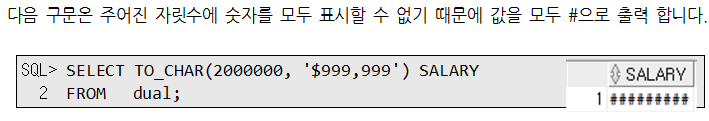 다음 구문은 주어진 자릿수에 숫자를 모두 표시할 수 없기 때문에 값을 모두 #으로 출력 합니다.
SQL> SELECT TO_CHAR(2000000, '$999,999') SALARY
2 FROM dual;
SALARY
1 #########